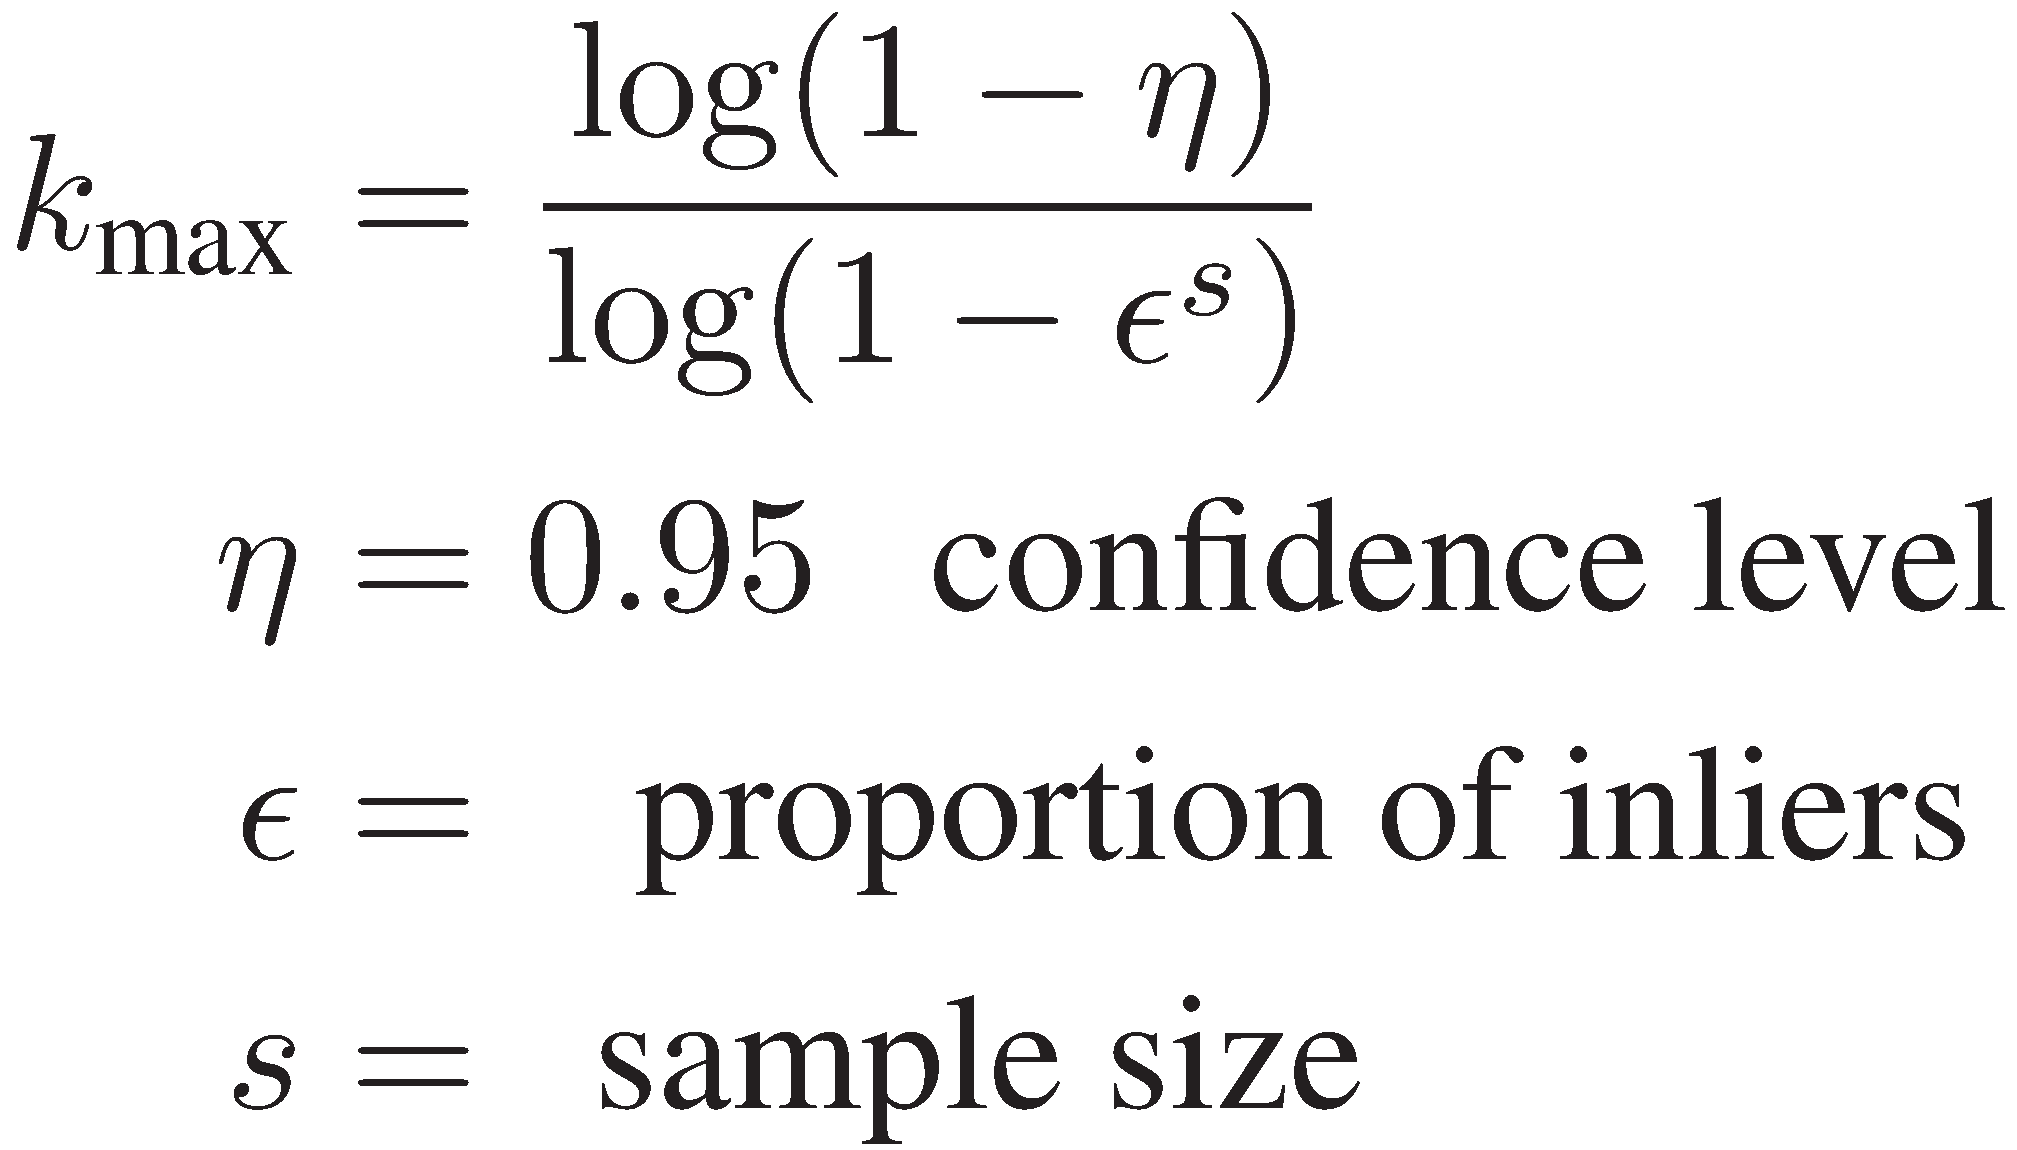 k_max = log(1 − η) / log(1 − ϵ^s)
η = 0.95 confidence level
ϵ = proportion of inliers
s = sample size